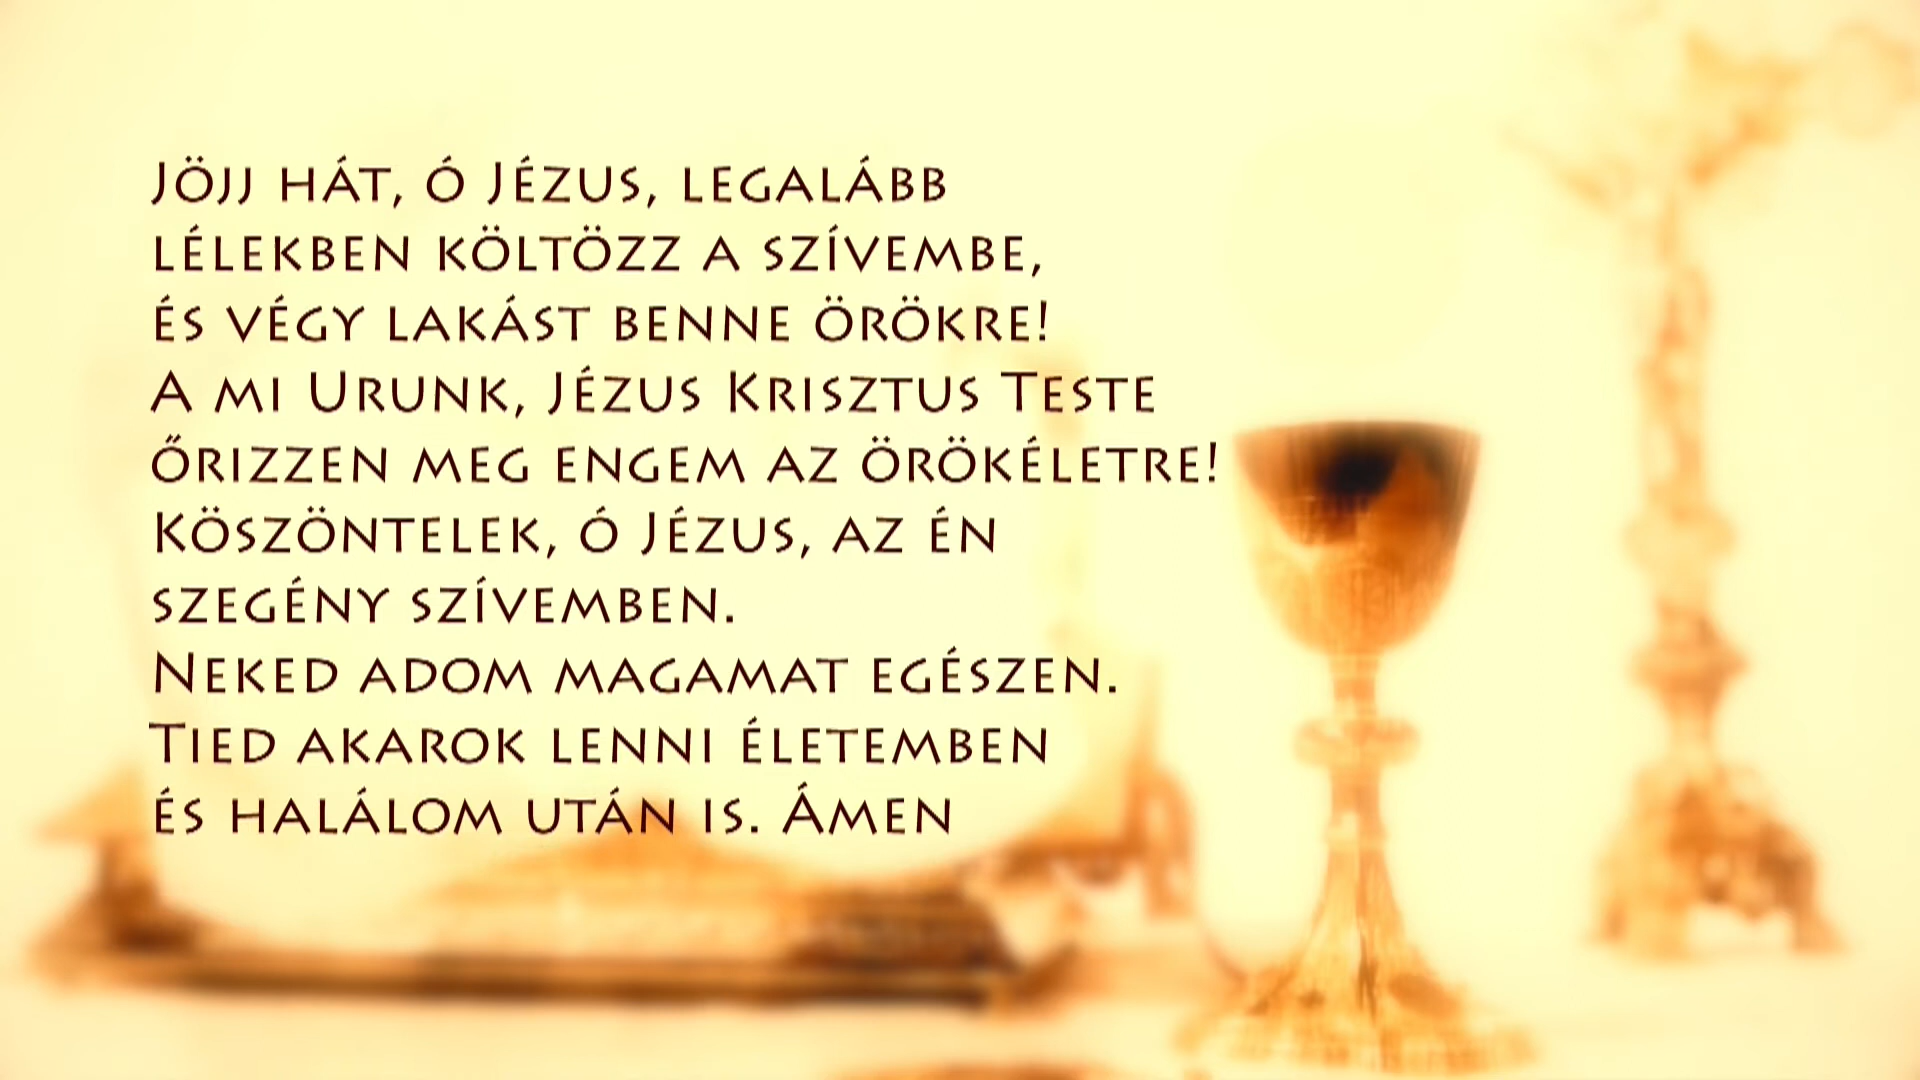 Jöjj hát, ó Jézus, legalább
lélekben költözz a szívembe,
és végy lakást benne örökre!
A mi Urunk, Jézus Krisztus Teste
őrizzen meg engem az örökéletre!
Köszöntelek, ó Jézus, az én
szegény szívemben.
Neked adom magamat egészen.
Tied akarok lenni életemben
és halálom után is. Ámen